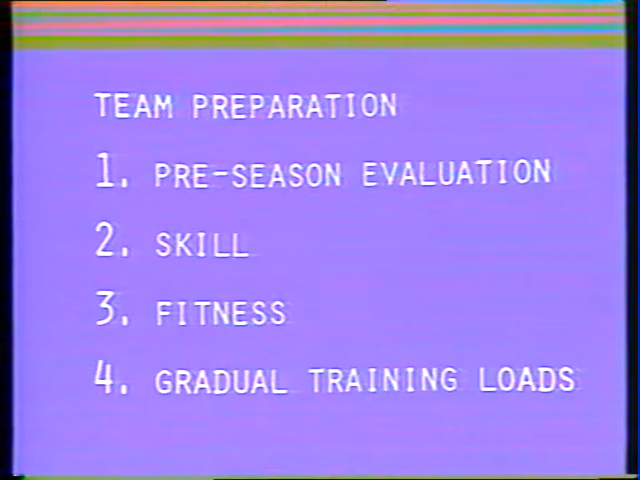 TEAM PREPARATION
1. PRE-SEASON EVALUATION
2. SKILL
3. FITNESS
4. GRADUAL TRAINING LOADS